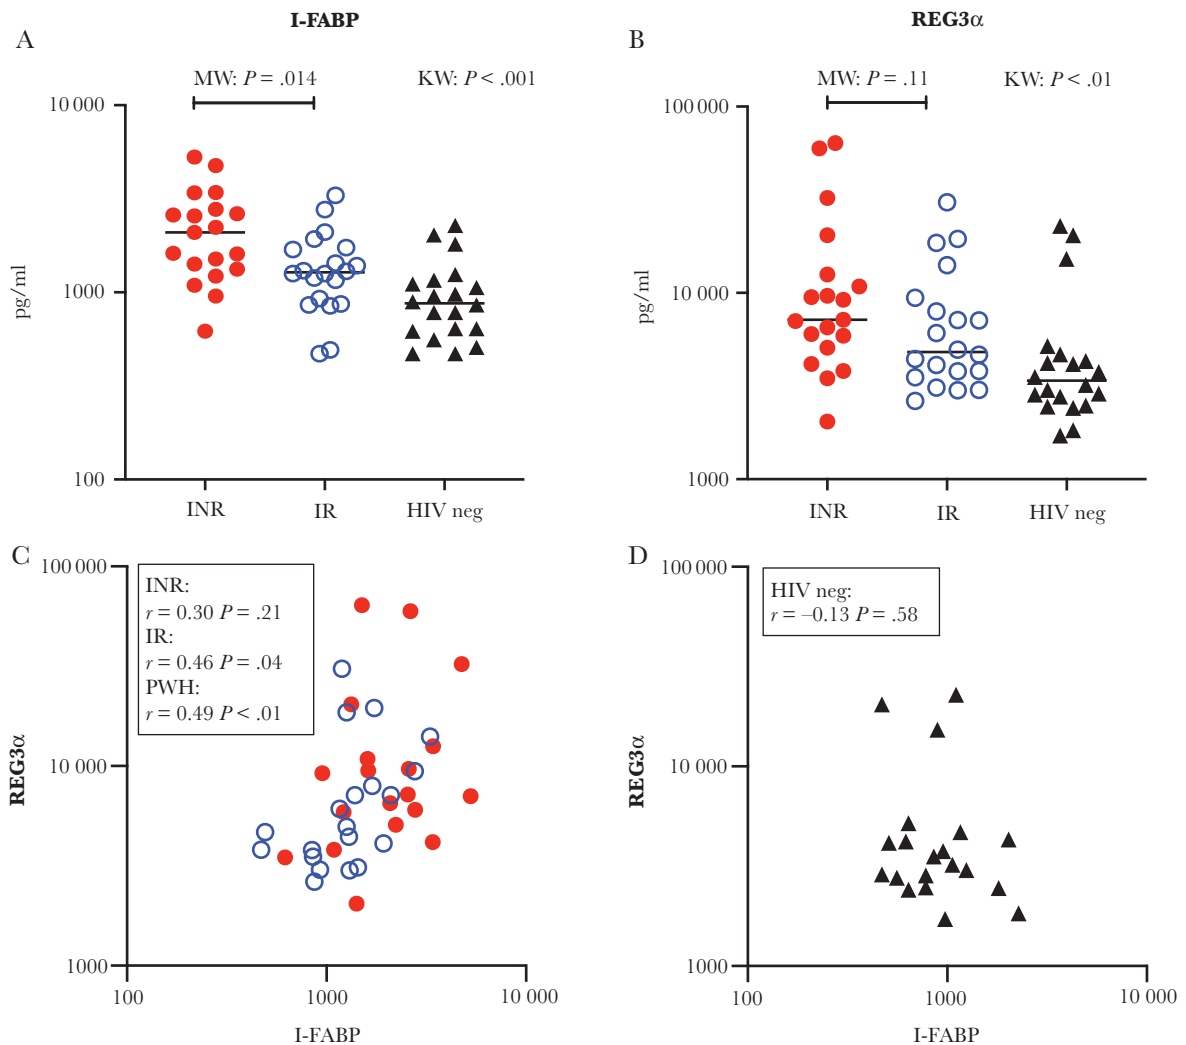 I-FABP
A
MW: P = .014
KW: P < .001
10 000
1000
100
pg/ml
INR
IR
HIV neg
REG3α
B
MW: P = .11
KW: P < .01
100 000
10 000
1000
pg/ml
INR
IR
HIV neg
C
100 000
10 000
1000
REG3α
INR:
r = 0.30 P = .21
IR:
r = 0.46 P = .04
PWH:
r = 0.49 P < .01
100
1000
10 000
I-FABP
D
100 000
10 000
1000
REG3α
HIV neg:
r = –0.13 P = .58
100
1000
10 000
I-FABP